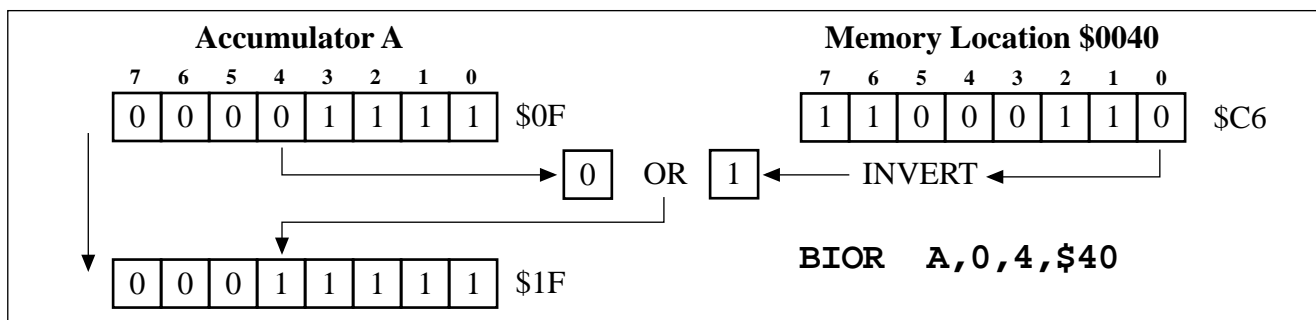 Accumulator A Memory Location $0040
7 6 5 4 3 2 1 0 7 6 5 4 3 2 1 0
0 0 0 0 1 1 1 1 $0F 1 1 0 0 0 1 1 0 $C6
0 OR 1 INVERT
BIOR A,0,4,$40
0 0 0 1 1 1 1 1 $1F